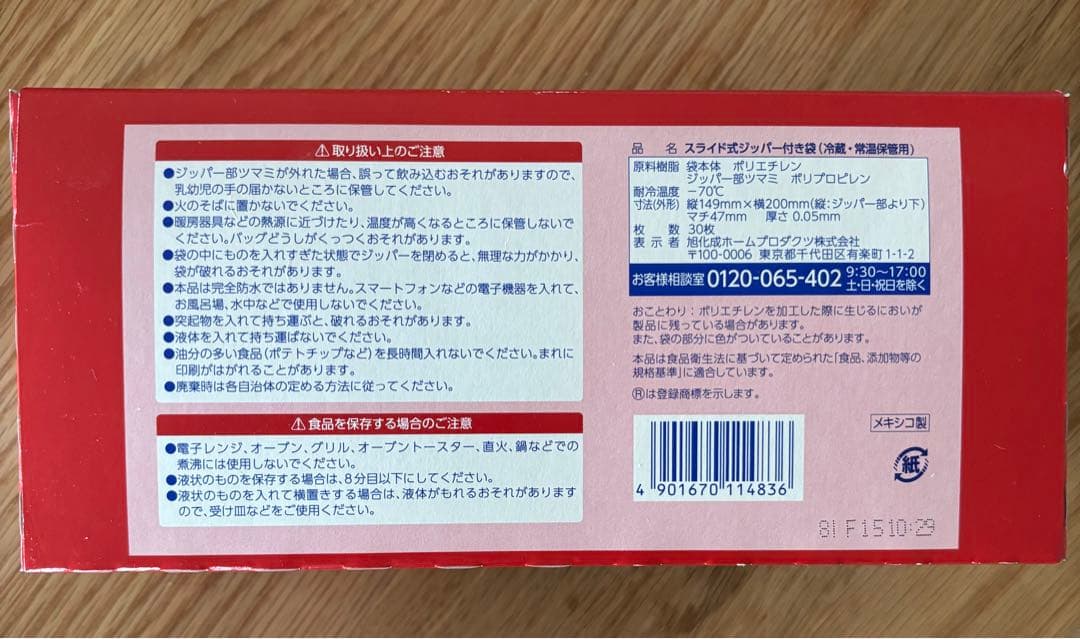 ⚠取り扱い上のご注意
●ジッパー部ツマミが外れた場合、誤って飲み込むおそれがありますので、
乳幼児の手の届かないところに保管してください。
●火のそばに置かないでください。
●暖房器具などの熱源に近づけたり、温度が高くなるところに保管しないで
ください。バッグどうしがくっつくおそれがあります。
●袋の中にものを入れすぎた状態でジッパーを閉めると、無理な力がかかり、
袋が破れるおそれがあります。
●本品は完全防水ではありません。スマートフォンなどの電子機器を入れて、
お風呂場、水中などで使用しないでください。
●突起物を入れて持ち運ぶと、破れるおそれがあります。
●液体を入れて持ち運ばないでください。
●油分の多い食品(ポテトチップなど)を長時間入れないでください。まれに
印刷がはがれることがあります。
●廃棄時は各自治体の定める方法に従ってください。
⚠食品を保存する場合のご注意
●電子レンジ、オーブン、グリル、オーブントースター、直火、鍋などでの
煮沸には使用しないでください。
●液状のものを保存する場合は、8分目以下にしてください。
●液状のものを入れて横置きする場合は、液体がもれるおそれがあります
ので、受け皿などをご使用ください。
品名 スライド式ジッパー付き袋(冷蔵・常温保管用)
原料樹脂 袋本体 ポリエチレン
ジッパー部ツマミ ポリプロピレン
耐冷温度 -70℃
寸法(外形) 縦149mm×横200mm(縦:ジッパー部より下)
マチ47mm 厚さ0.05mm
枚数 30枚
表示者 旭化成ホームプロダクツ株式会社
〒100-0006 東京都千代田区有楽町1-1-2
お客様相談室 0120-065-402 9:30〜17:00
土・日・祝日を除く
おことわり:ポリエチレンを加工した際に生じるにおいが
製品に残っている場合があります。
また、袋の部分に色がついていることがあります。
本品は食品衛生法に基づいて定められた「食品、添加物等の
規格基準」に適合しています。
Ⓡは登録商標を示します。
メキシコ製
紙
4 901670 114836
8I F15 10:29